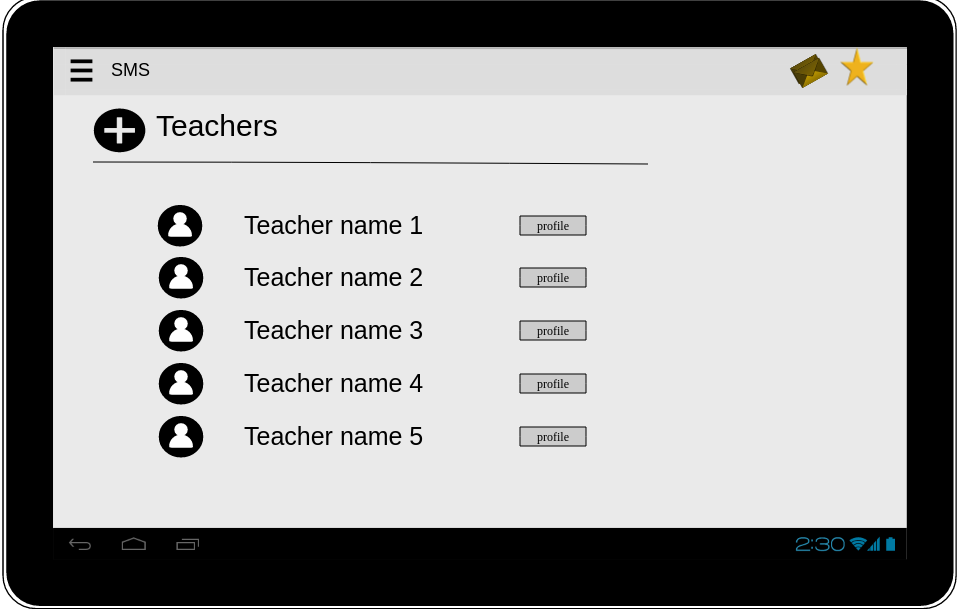 SMS
Teachers
Teacher name 1 profile
Teacher name 2 profile
Teacher name 3 profile
Teacher name 4 profile
Teacher name 5 profile
2:30